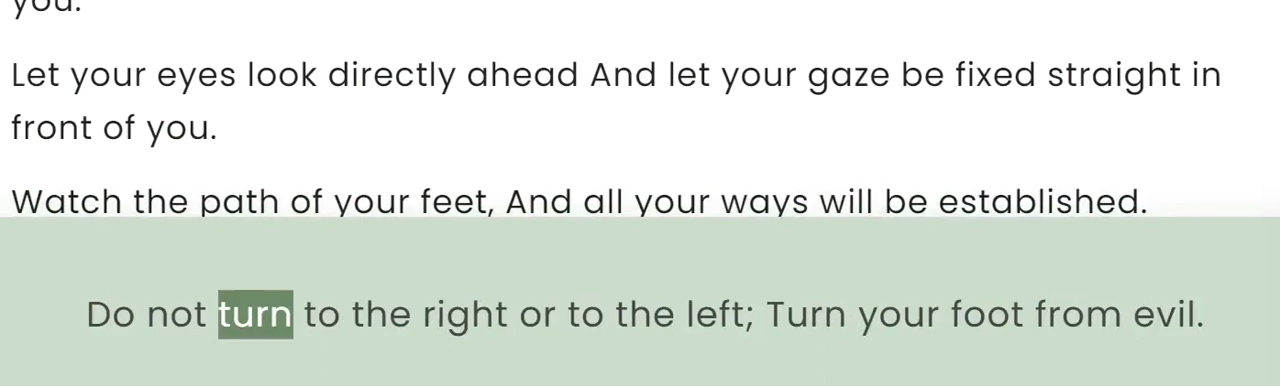 you.
Let your eyes look directly ahead And let your gaze be fixed straight in
front of you.
Watch the path of your feet, And all your ways will be established.
Do not turn to the right or to the left; Turn your foot from evil.